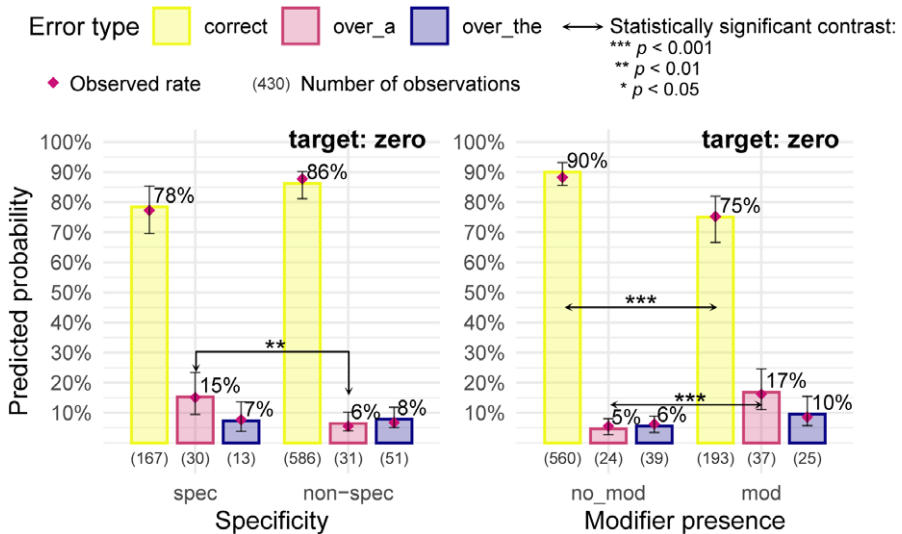 Error type correct over_a over_the Statistically significant contrast:
*** p < 0.001
** p < 0.01
* p < 0.05
Observed rate (430) Number of observations
target: zero
100%
90%
80%
70%
60%
50%
40%
30%
20%
10%
Predicted probability
78%
86%
**
15%
7%
6%
8%
(167) (30) (13) (586) (31) (51)
spec non-spec
Specificity
target: zero
100%
90%
80%
70%
60%
50%
40%
30%
20%
10%
90%
75%
***
***
5%
6%
17%
10%
(560) (24) (39) (193) (37) (25)
no_mod mod
Modifier presence